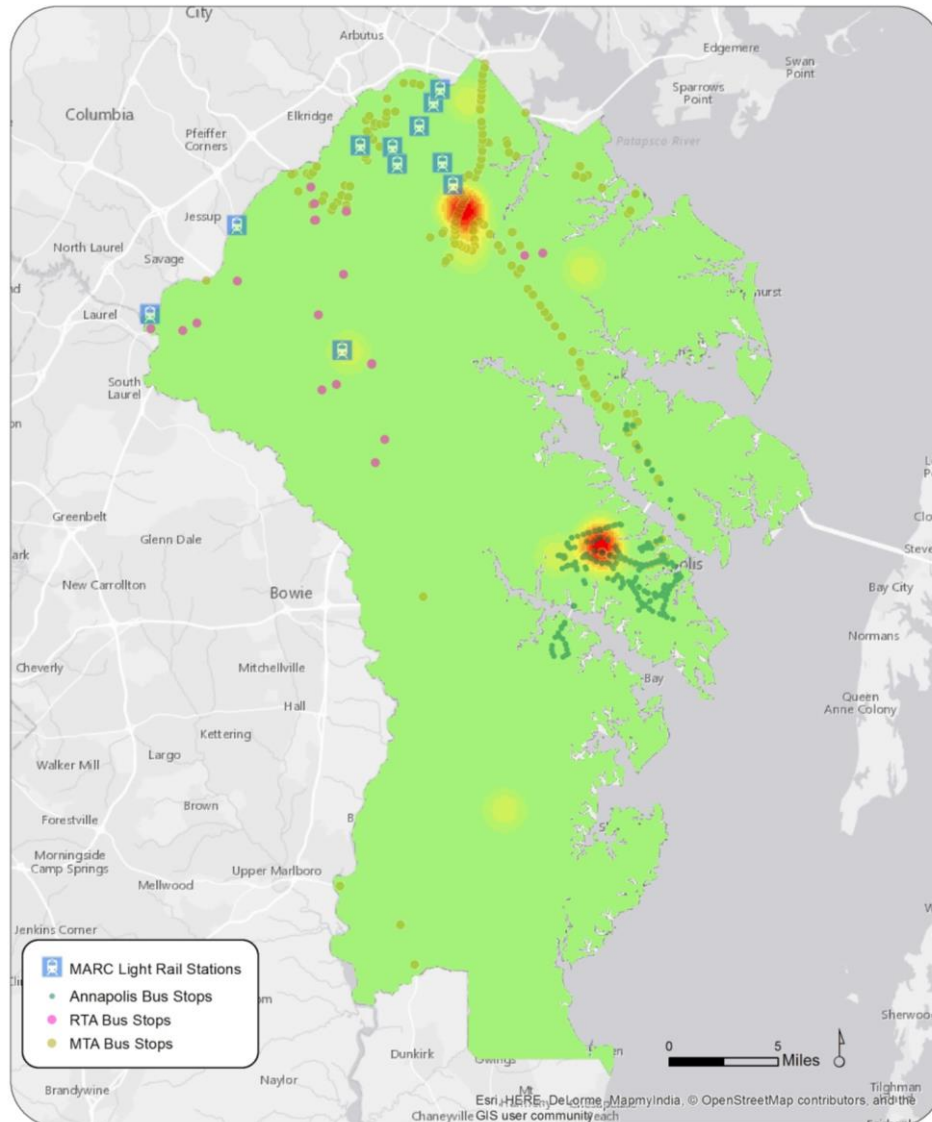 City
Arbutus
Edgemere
Swan
Point
Sparrows
Point
Columbia
Elkridge
Pfeiffer
Corners
Patapsco River
Jessup
North Laurel
Savage
Laurel
South
Laurel
Greenbelt
Glenn Dale
New Carrollton
Bowie
Bay City
Cheverly
Mitchellville
Normans
Bay
Hall
Queen
Anne Colony
Kettering
Largo
Walker Mill
Brown
Forestville
Morningside
Camp Springs
Upper Marlboro
Mellwood
Jenkins Corner
MARC Light Rail Stations
Annapolis Bus Stops
RTA Bus Stops
MTA Bus Stops
0 5
Miles
Dunkirk
Owings
Naylor
Brandywine
Mt
Chaneyville
Tilghman
Esri, HERE, DeLorme, MapmyIndia, © OpenStreetMap contributors, and the
GIS user community